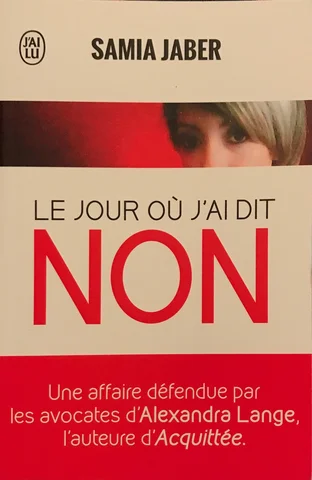 J'AI
LU
SAMIA JABER
LE JOUR OÙ J'AI DIT
NON
Une affaire défendue par
les avocates d'Alexandra Lange,
l'auteure d'Acquittée.